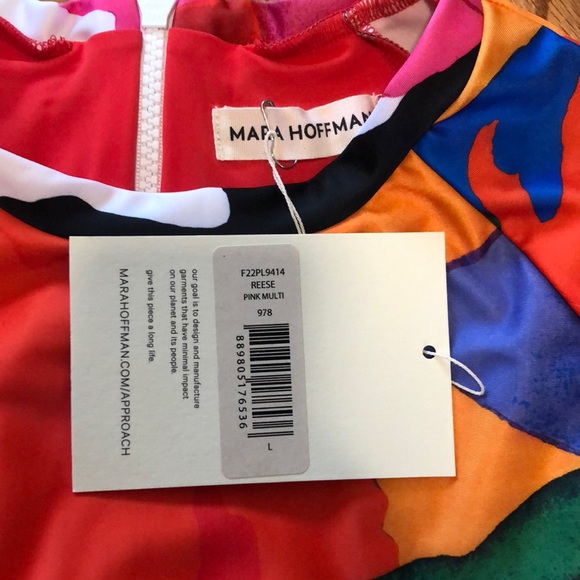 MARA HOFFMAN
F22PL9414
REESE
PINK MULTI
978
889805176536
L
our goal is to design and manufacture
garments that have minimal impact
on our planet and its people.
give this piece a long life.
MARAHOFFMAN.COM/APPROACH